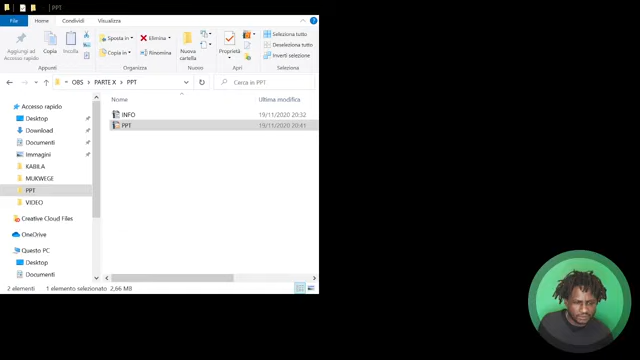 PPT
File Home Condividi Visualizza
Aggiungi ad Accesso rapido
Copia
Incolla
Sposta in
Copia in
Elimina
Rinomina
Nuova cartella
Proprietà
Apri
Seleziona tutto
Deseleziona tutto
Inverti selezione
Appunti Organizza Nuovo Selezione
OBS > PARTE X > PPT
Cerca in PPT
Nome Ultima modifica
INFO 19/11/2020 20:32
PPT 19/11/2020 20:41
Accesso rapido
Desktop
Download
Documenti
Immagini
KABILA
MUKWEGE
PPT
VIDEO
Creative Cloud Files
OneDrive
Questo PC
Desktop
Documenti
2 elementi 1 elemento selezionato 2,66 MB